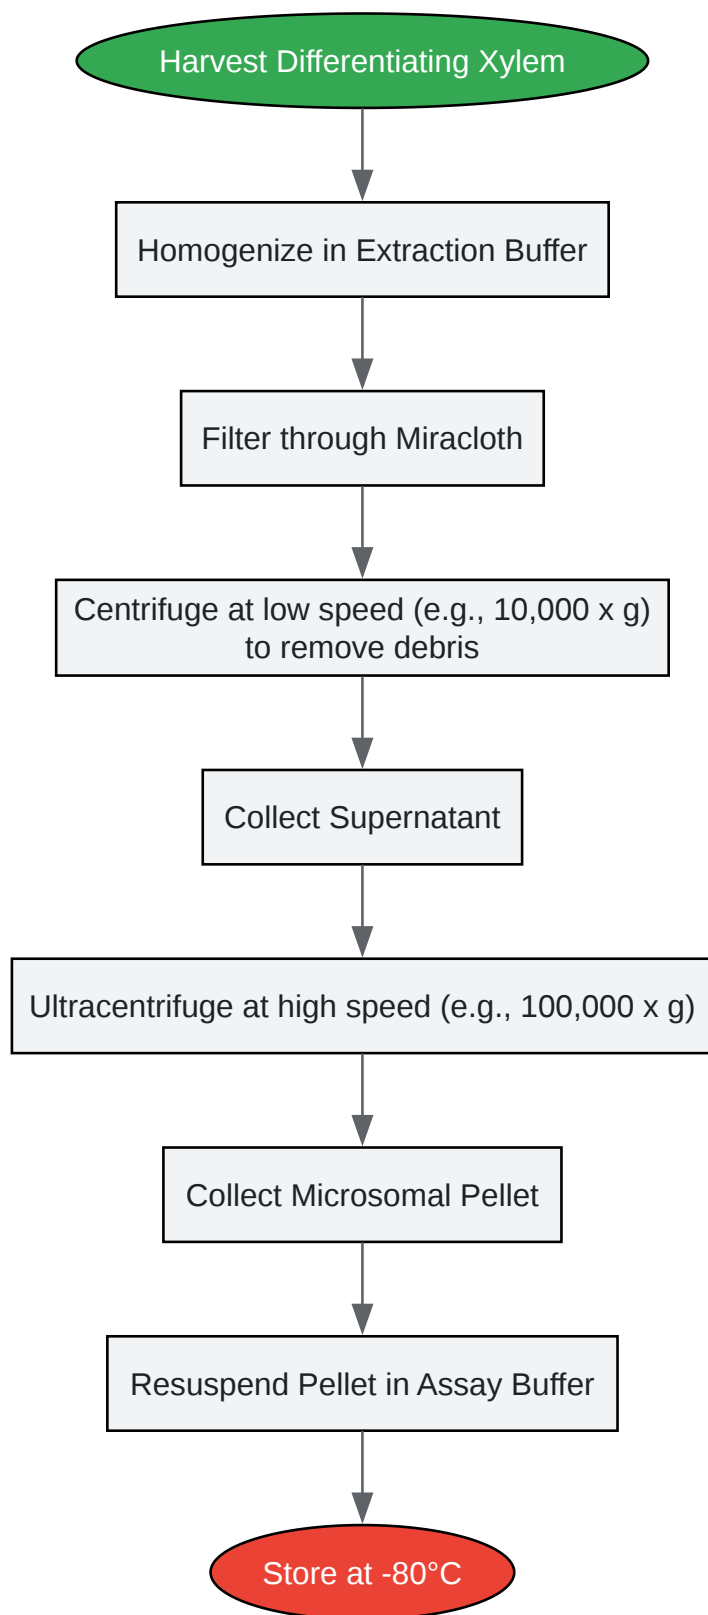 Harvest Differentiating Xylem
Homogenize in Extraction Buffer
Filter through Miracloth
Centrifuge at low speed (e.g., 10,000 x g)
to remove debris
Collect Supernatant
Ultracentrifuge at high speed (e.g., 100,000 x g)
Collect Microsomal Pellet
Resuspend Pellet in Assay Buffer
Store at -80°C